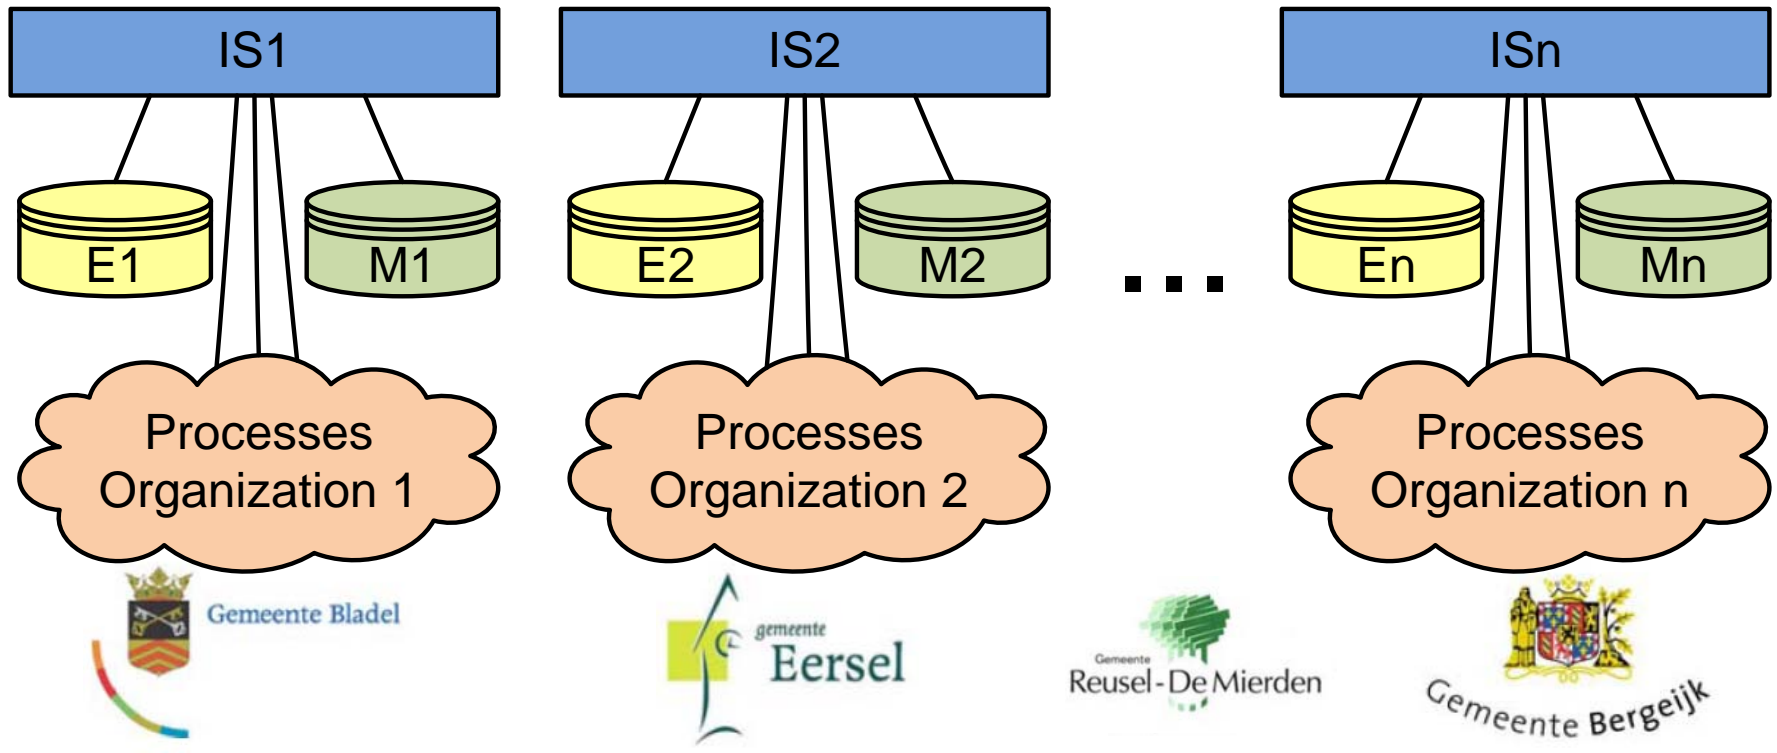 IS1
IS2
ISn
E1
M1
E2
M2
...
En
Mn
Processes
Organization 1
Processes
Organization 2
Processes
Organization n
Gemeente Bladel
gemeente
Eersel
Gemeente
Reusel-De Mierden
Gemeente Bergeijk